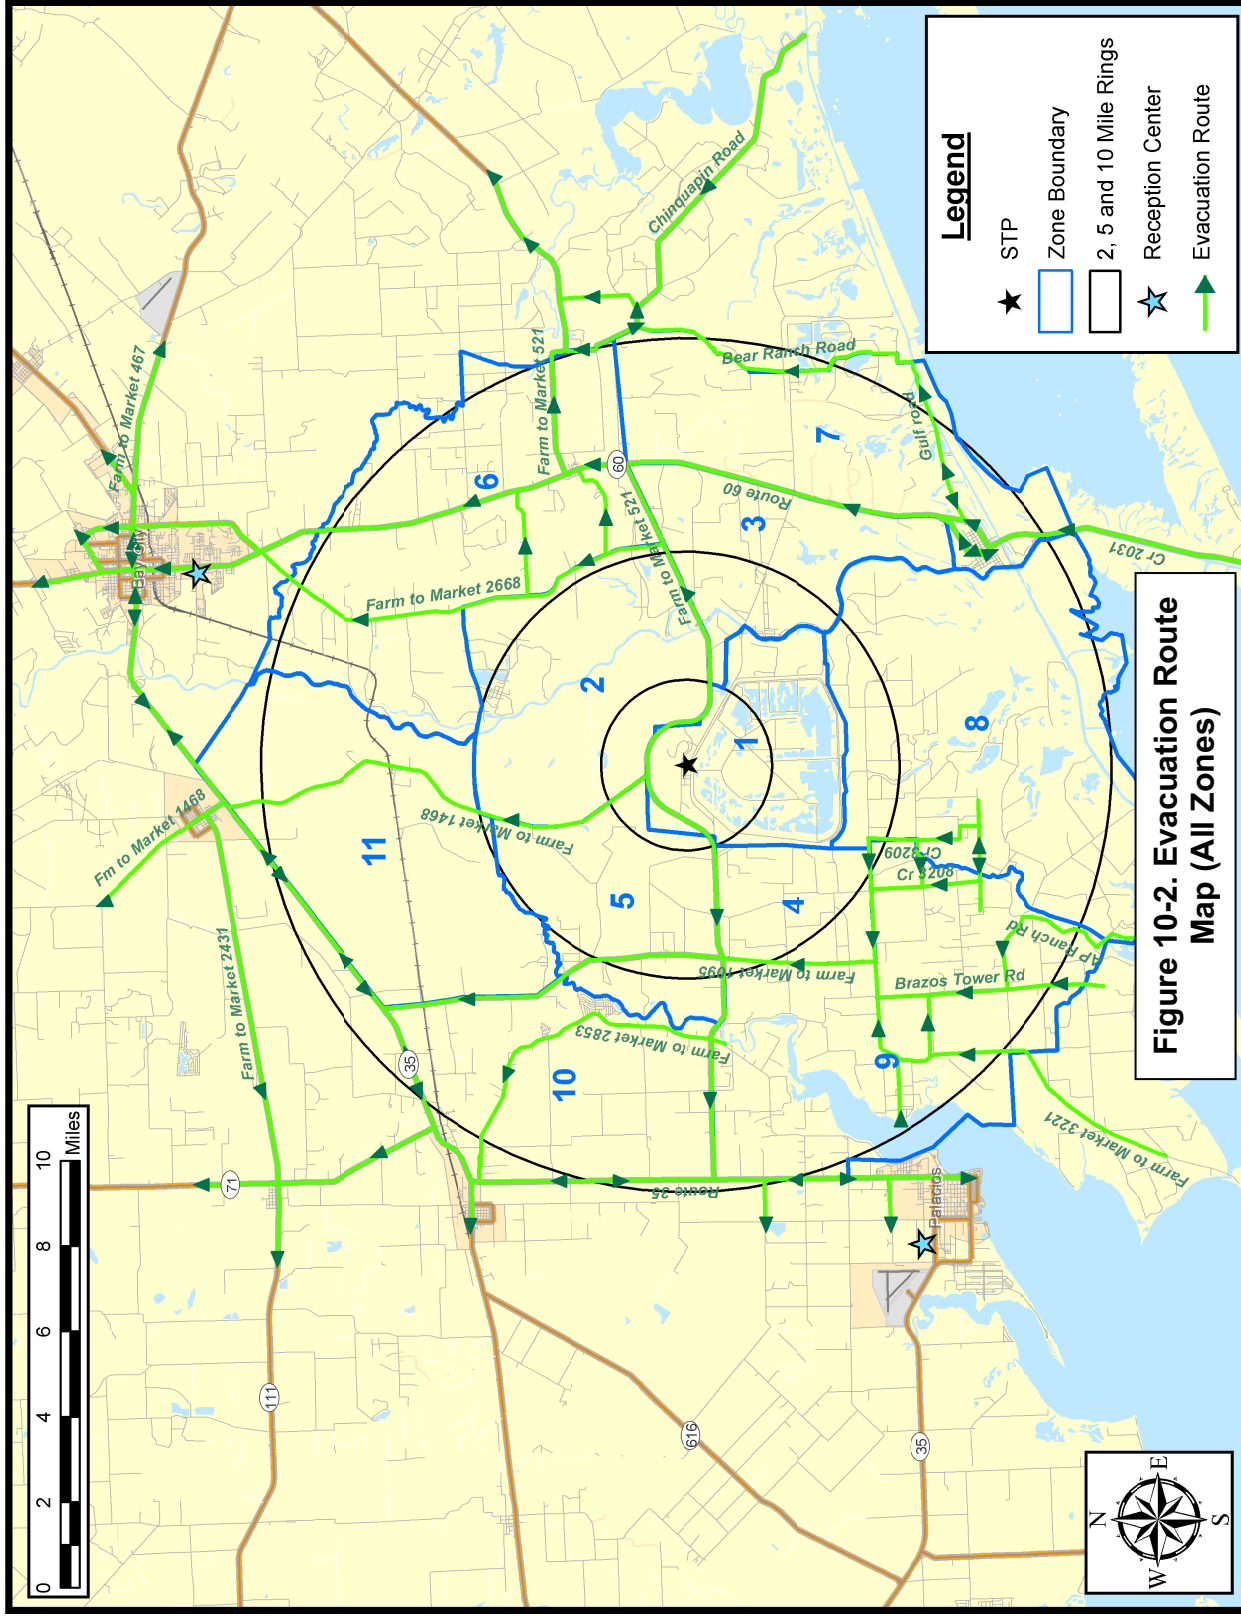 Farm to Market 467
Bay City
Fm to Market 1468
Farm to Market 2431
71
111
Farm to Market 521
6
60
Farm to Market 2668
Farm to Market 521
Farm to Market
Chinquapin Road
Bear Ranch Road
Gulf road
7
Route 60
3
Cr 2031
2
1
8
11
Farm to Market 1468
5
4
Cr 3209
Cr 3208
Farm to Market 1095
AP Ranch Rd
Brazos Tower Rd
35
Farm to Market 2853
10
9
Farm to Market 3221
Route 35
Palacios
616
35
0 2 4 6 8 10
Miles
Legend
STP
Zone Boundary
2, 5 and 10 Mile Rings
Reception Center
Evacuation Route
Figure 10-2. Evacuation Route
Map (All Zones)
N
W E
S